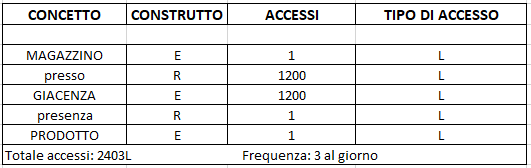 CONCETTO COSTRUTTO ACCESSI TIPO DI ACCESSO
MAGAZZINO E 1 L
presso R 1200 L
GIACENZA E 1200 L
presenza R 1 L
PRODOTTO E 1 L
Totale accessi: 2403L Frequenza: 3 al giorno